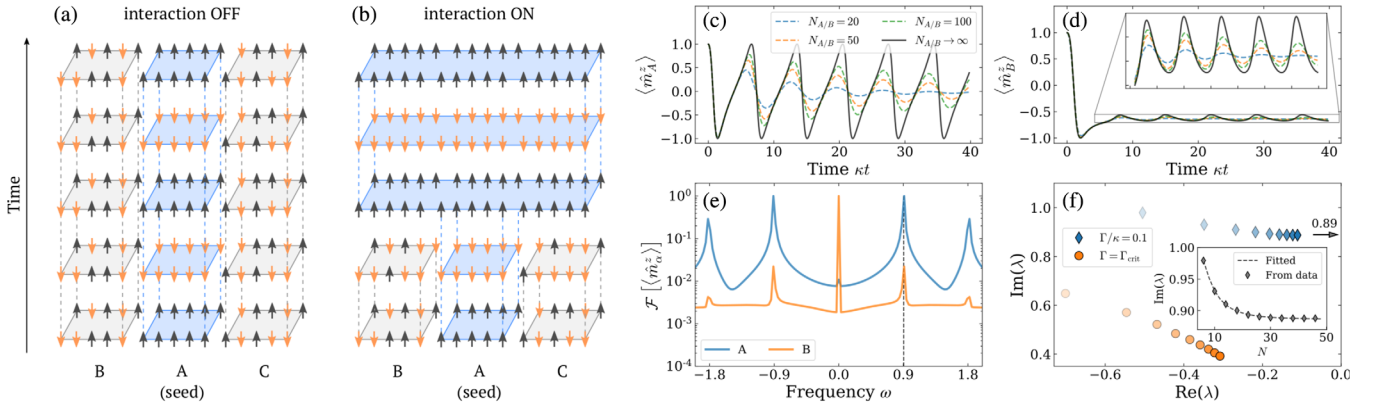 (a)
interaction OFF
Time
B
A
C
(seed)
(b)
interaction ON
B
A
C
(seed)
(c)
N_{A/B} = 20
N_{A/B} = 50
N_{A/B} = 100
N_{A/B} → ∞
⟨m̂_A^z⟩
1.0
0.5
0.0
−0.5
−1.0
0
10
20
30
40
Time κt
(d)
⟨m̂_B^z⟩
1.0
0.5
0.0
−0.5
−1.0
0
10
20
30
40
Time κt
(e)
F [⟨m̂_α^z⟩]
10^0
10^{-1}
10^{-2}
10^{-3}
10^{-4}
A
B
−1.8
−0.9
0.0
0.9
1.8
Frequency ω
(f)
Im(λ)
1.0
0.8
0.6
0.4
0.89
Γ/κ = 0.1
Γ = Γ_crit
Im(λ)
1.00
0.95
0.90
Fitted
From data
10
30
50
N
−0.6
−0.4
−0.2
0.0
Re(λ)